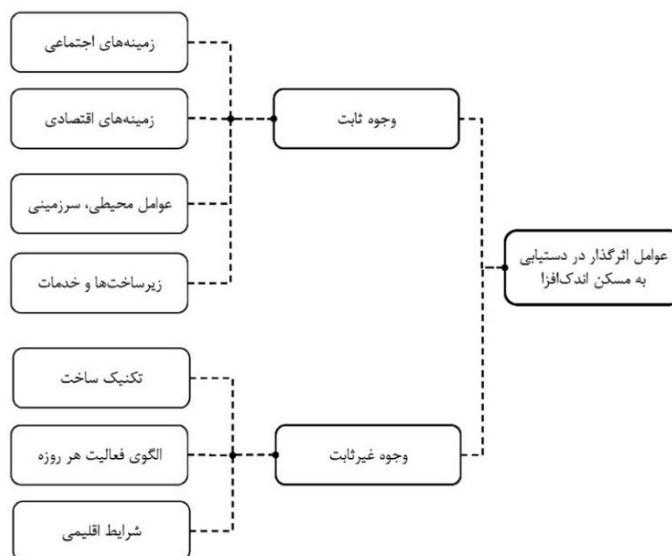 عوامل اثرگذار در دستیابی
به مسکن اندک‌افزا
وجوه ثابت
زمینه‌های اجتماعی
زمینه‌های اقتصادی
عوامل محیطی، سرزمینی
زیرساخت‌ها و خدمات
وجوه غیرثابت
تکنیک ساخت
الگوی فعالیت هر روزه
شرایط اقلیمی